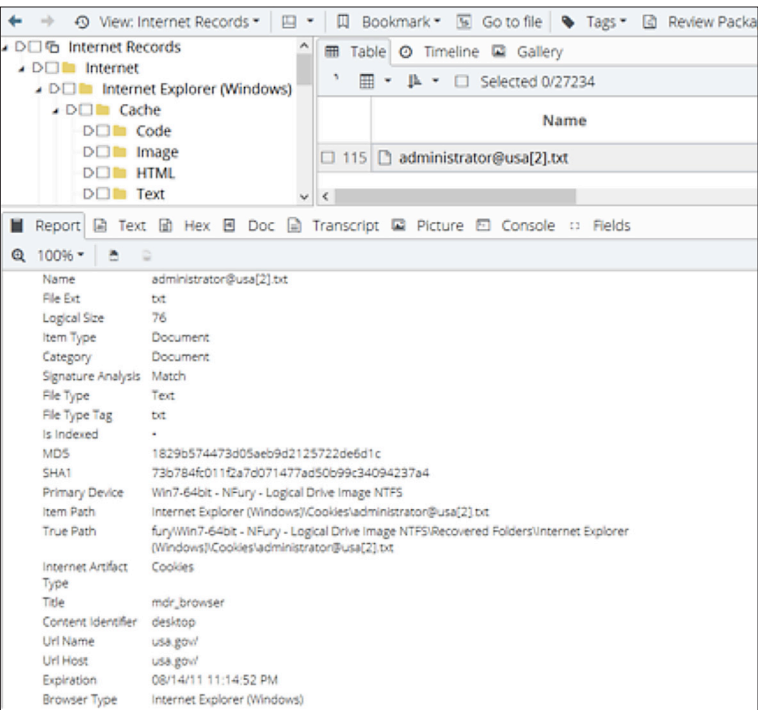 View: Internet Records Bookmark Go to file Tags Review Packa
Internet Records
Internet
Internet Explorer (Windows)
Cache
Code
Image
HTML
Text
Table Timeline Gallery
Selected 0/27234
Name
115 administrator@usa[2].txt
Report Text Hex Doc Transcript Picture Console Fields
100%
Name administrator@usa[2].txt
File Ext txt
Logical Size 76
Item Type Document
Category Document
Signature Analysis Match
File Type Text
File Type Tag txt
Is Indexed -
MD5 1829b574473d05aeb9d2125722de6d1c
SHA1 73b784fc011f2a7d071477ad50b99c34094237a4
Primary Device Win7-64bit - NFury - Logical Drive Image NTFS
Item Path Internet Explorer (Windows)\Cookies\administrator@usa[2].txt
True Path fury\Win7-64bit - NFury - Logical Drive Image NTFS\Recovered Folders\Internet Explorer
(Windows)\Cookies\administrator@usa[2].txt
Internet Artifact Cookies
Type
Title mdr_browser
Content Identifier desktop
Url Name usa.gov/
Url Host usa.gov/
Expiration 08/14/11 11:14:52 PM
Browser Type Internet Explorer (Windows)